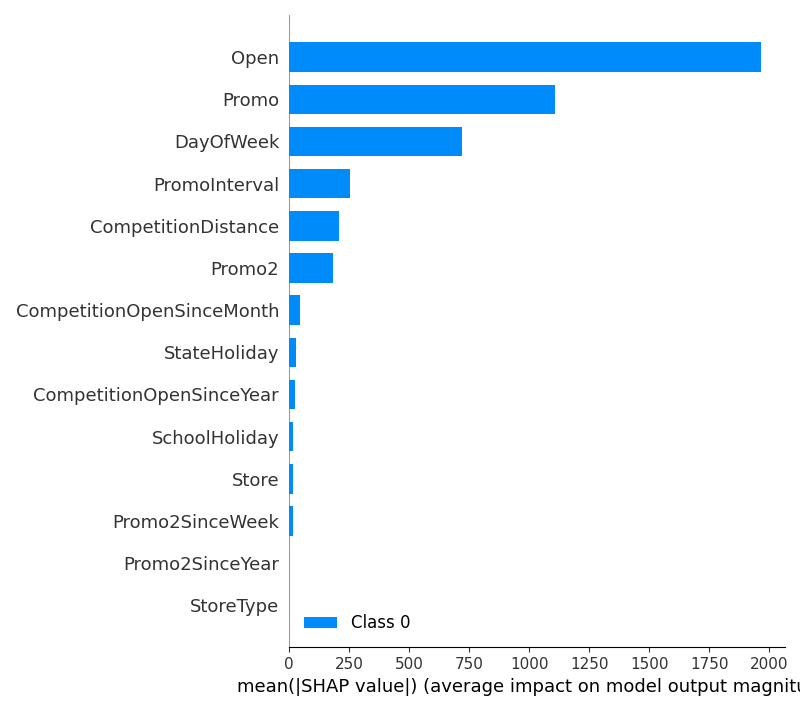 Open
Promo
DayOfWeek
PromoInterval
CompetitionDistance
Promo2
CompetitionOpenSinceMonth
StateHoliday
CompetitionOpenSinceYear
SchoolHoliday
Store
Promo2SinceWeek
Promo2SinceYear
StoreType
Class 0
0 250 500 750 1000 1250 1500 1750 2000
mean(|SHAP value|) (average impact on model output magnitu